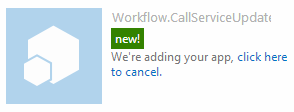 Workflow.CallServiceUpdate
new!
We're adding your app, click here
to cancel.